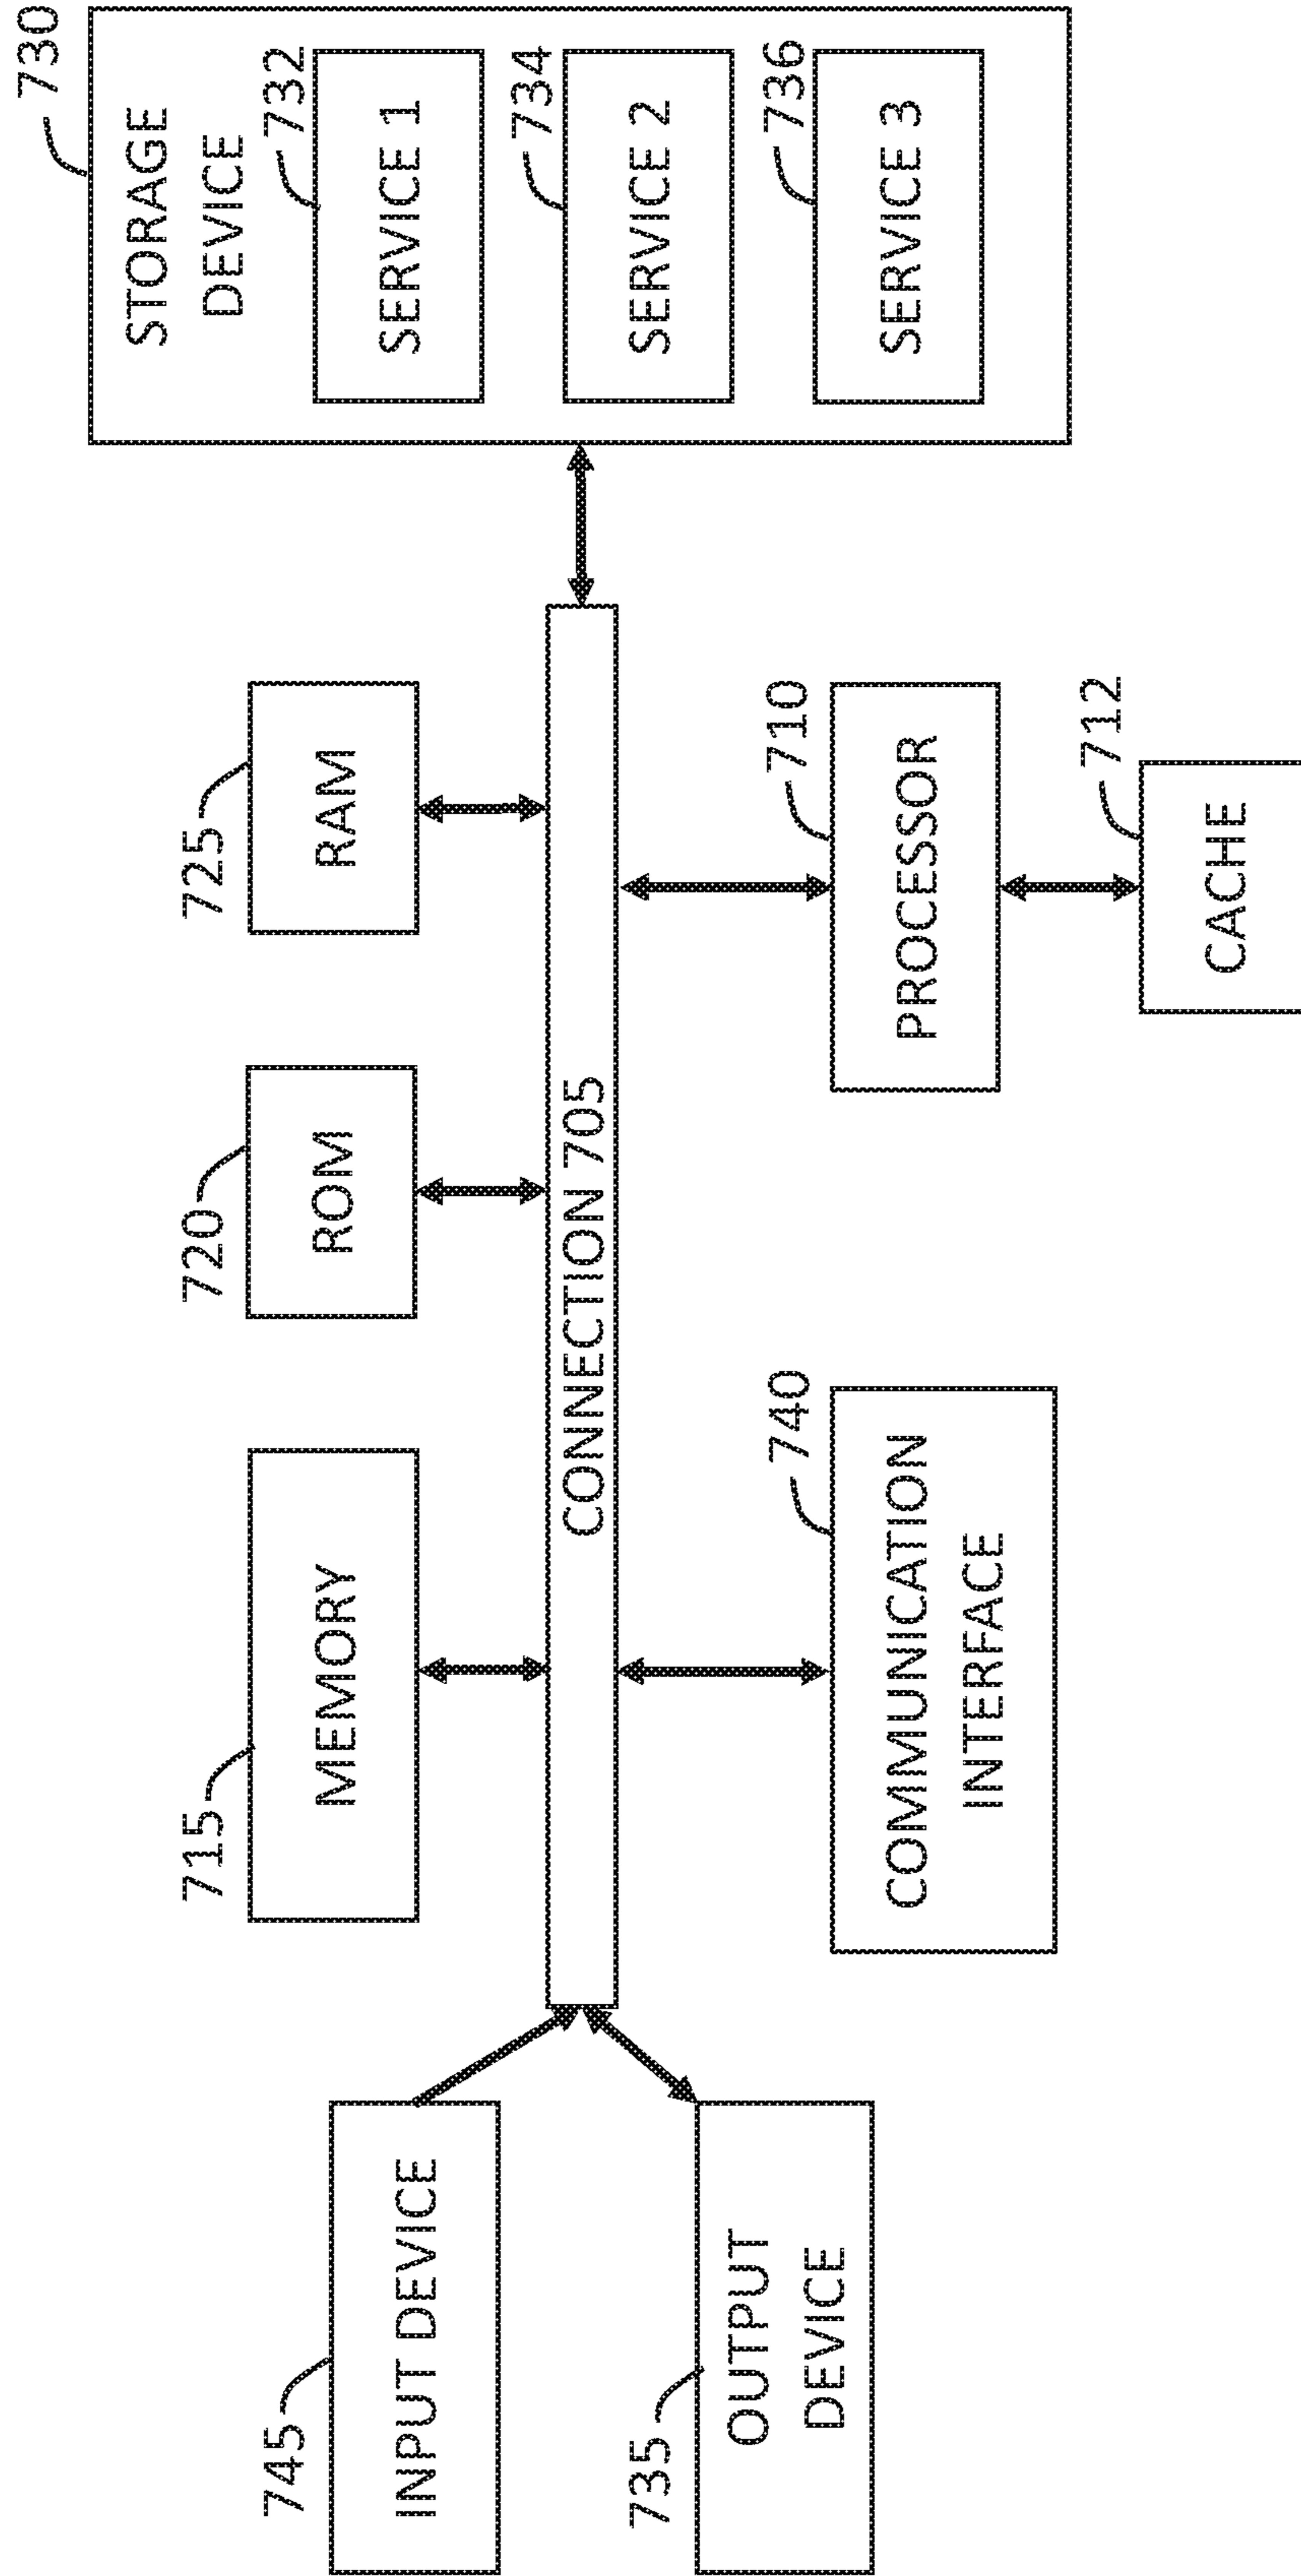 730
STORAGE
DEVICE
732
SERVICE 1
734
SERVICE 2
736
SERVICE 3
725
RAM
720
ROM
715
MEMORY
CONNECTION 705
745
INPUT DEVICE
735
OUTPUT
DEVICE
740
COMMUNICATION
INTERFACE
710
PROCESSOR
712
CACHE